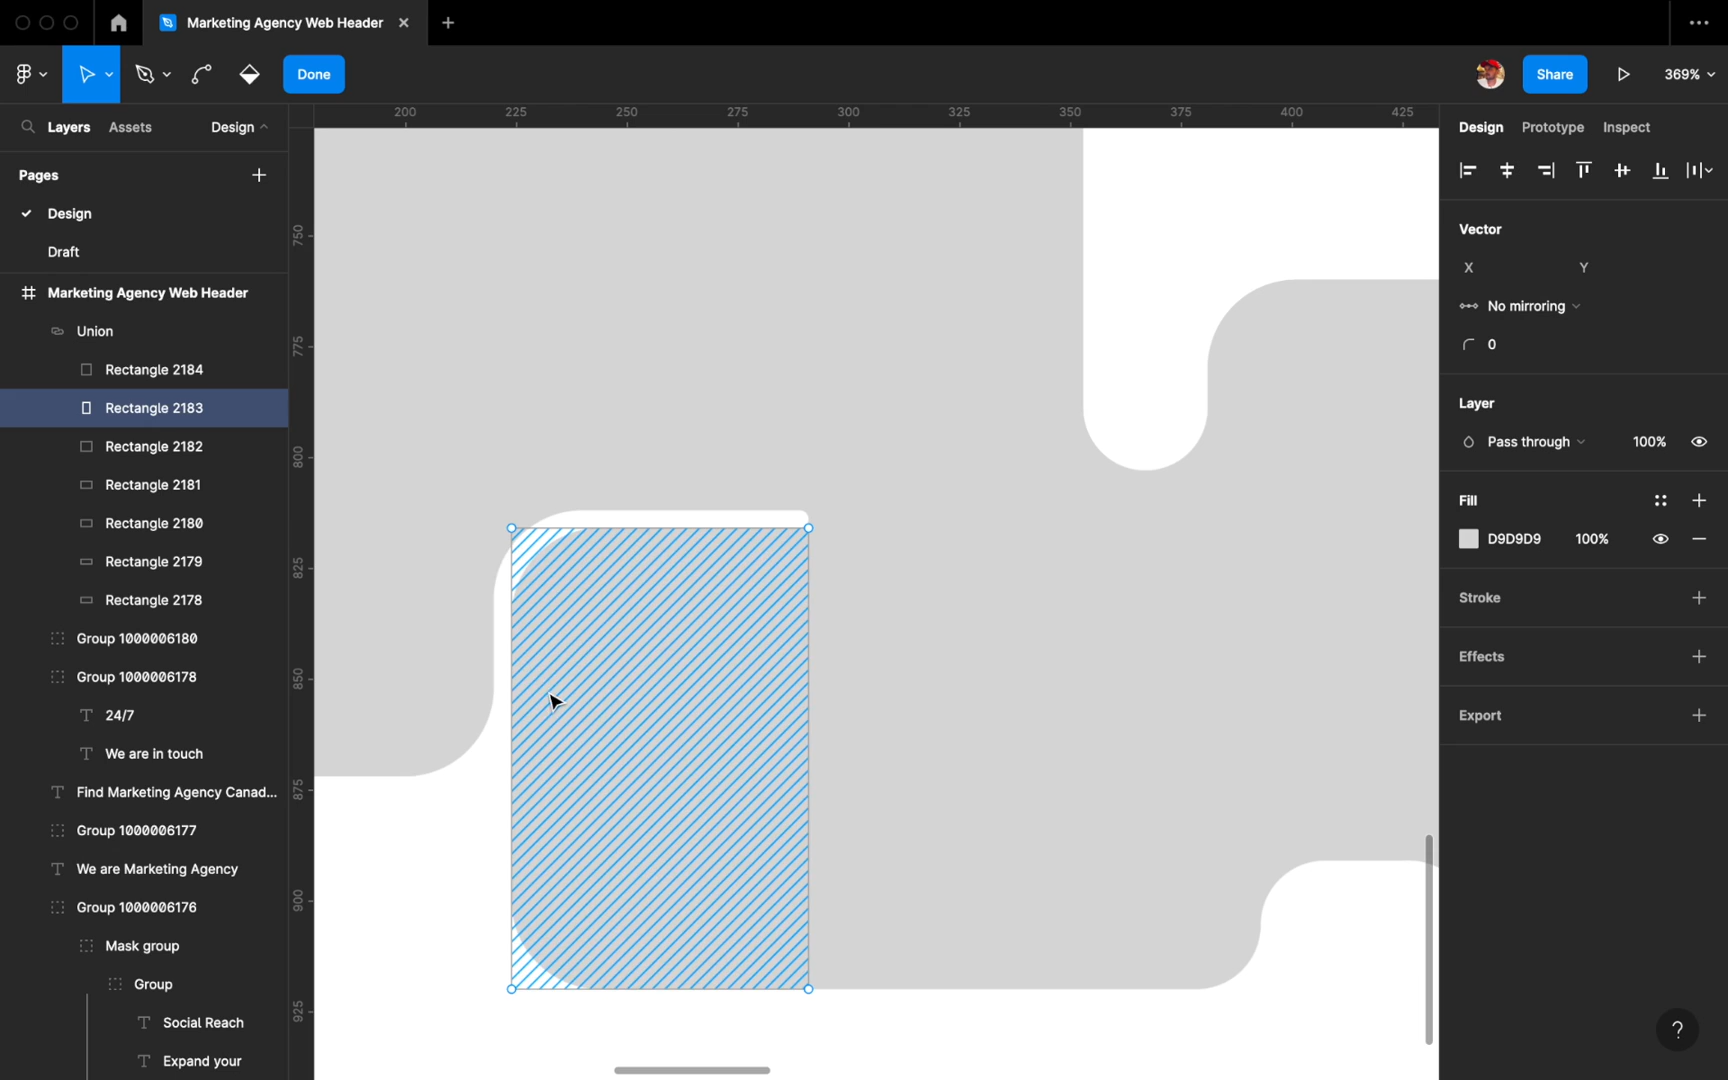 Marketing Agency Web Header
Done
Share
369%
Layers
Assets
Design
200
225
250
275
300
325
350
375
400
425
Design
Prototype
Inspect
Pages
Design
Draft
Marketing Agency Web Header
Union
Rectangle 2184
Rectangle 2183
Rectangle 2182
Rectangle 2181
Rectangle 2180
Rectangle 2179
Rectangle 2178
Group 1000006180
Group 1000006178
24/7
We are in touch
Find Marketing Agency Canad...
Group 1000006177
We are Marketing Agency
Group 1000006176
Mask group
Group
Social Reach
Expand your
750
775
800
825
850
875
900
925
Vector
X
Y
No mirroring
0
Layer
Pass through
100%
Fill
D9D9D9
100%
Stroke
Effects
Export
?